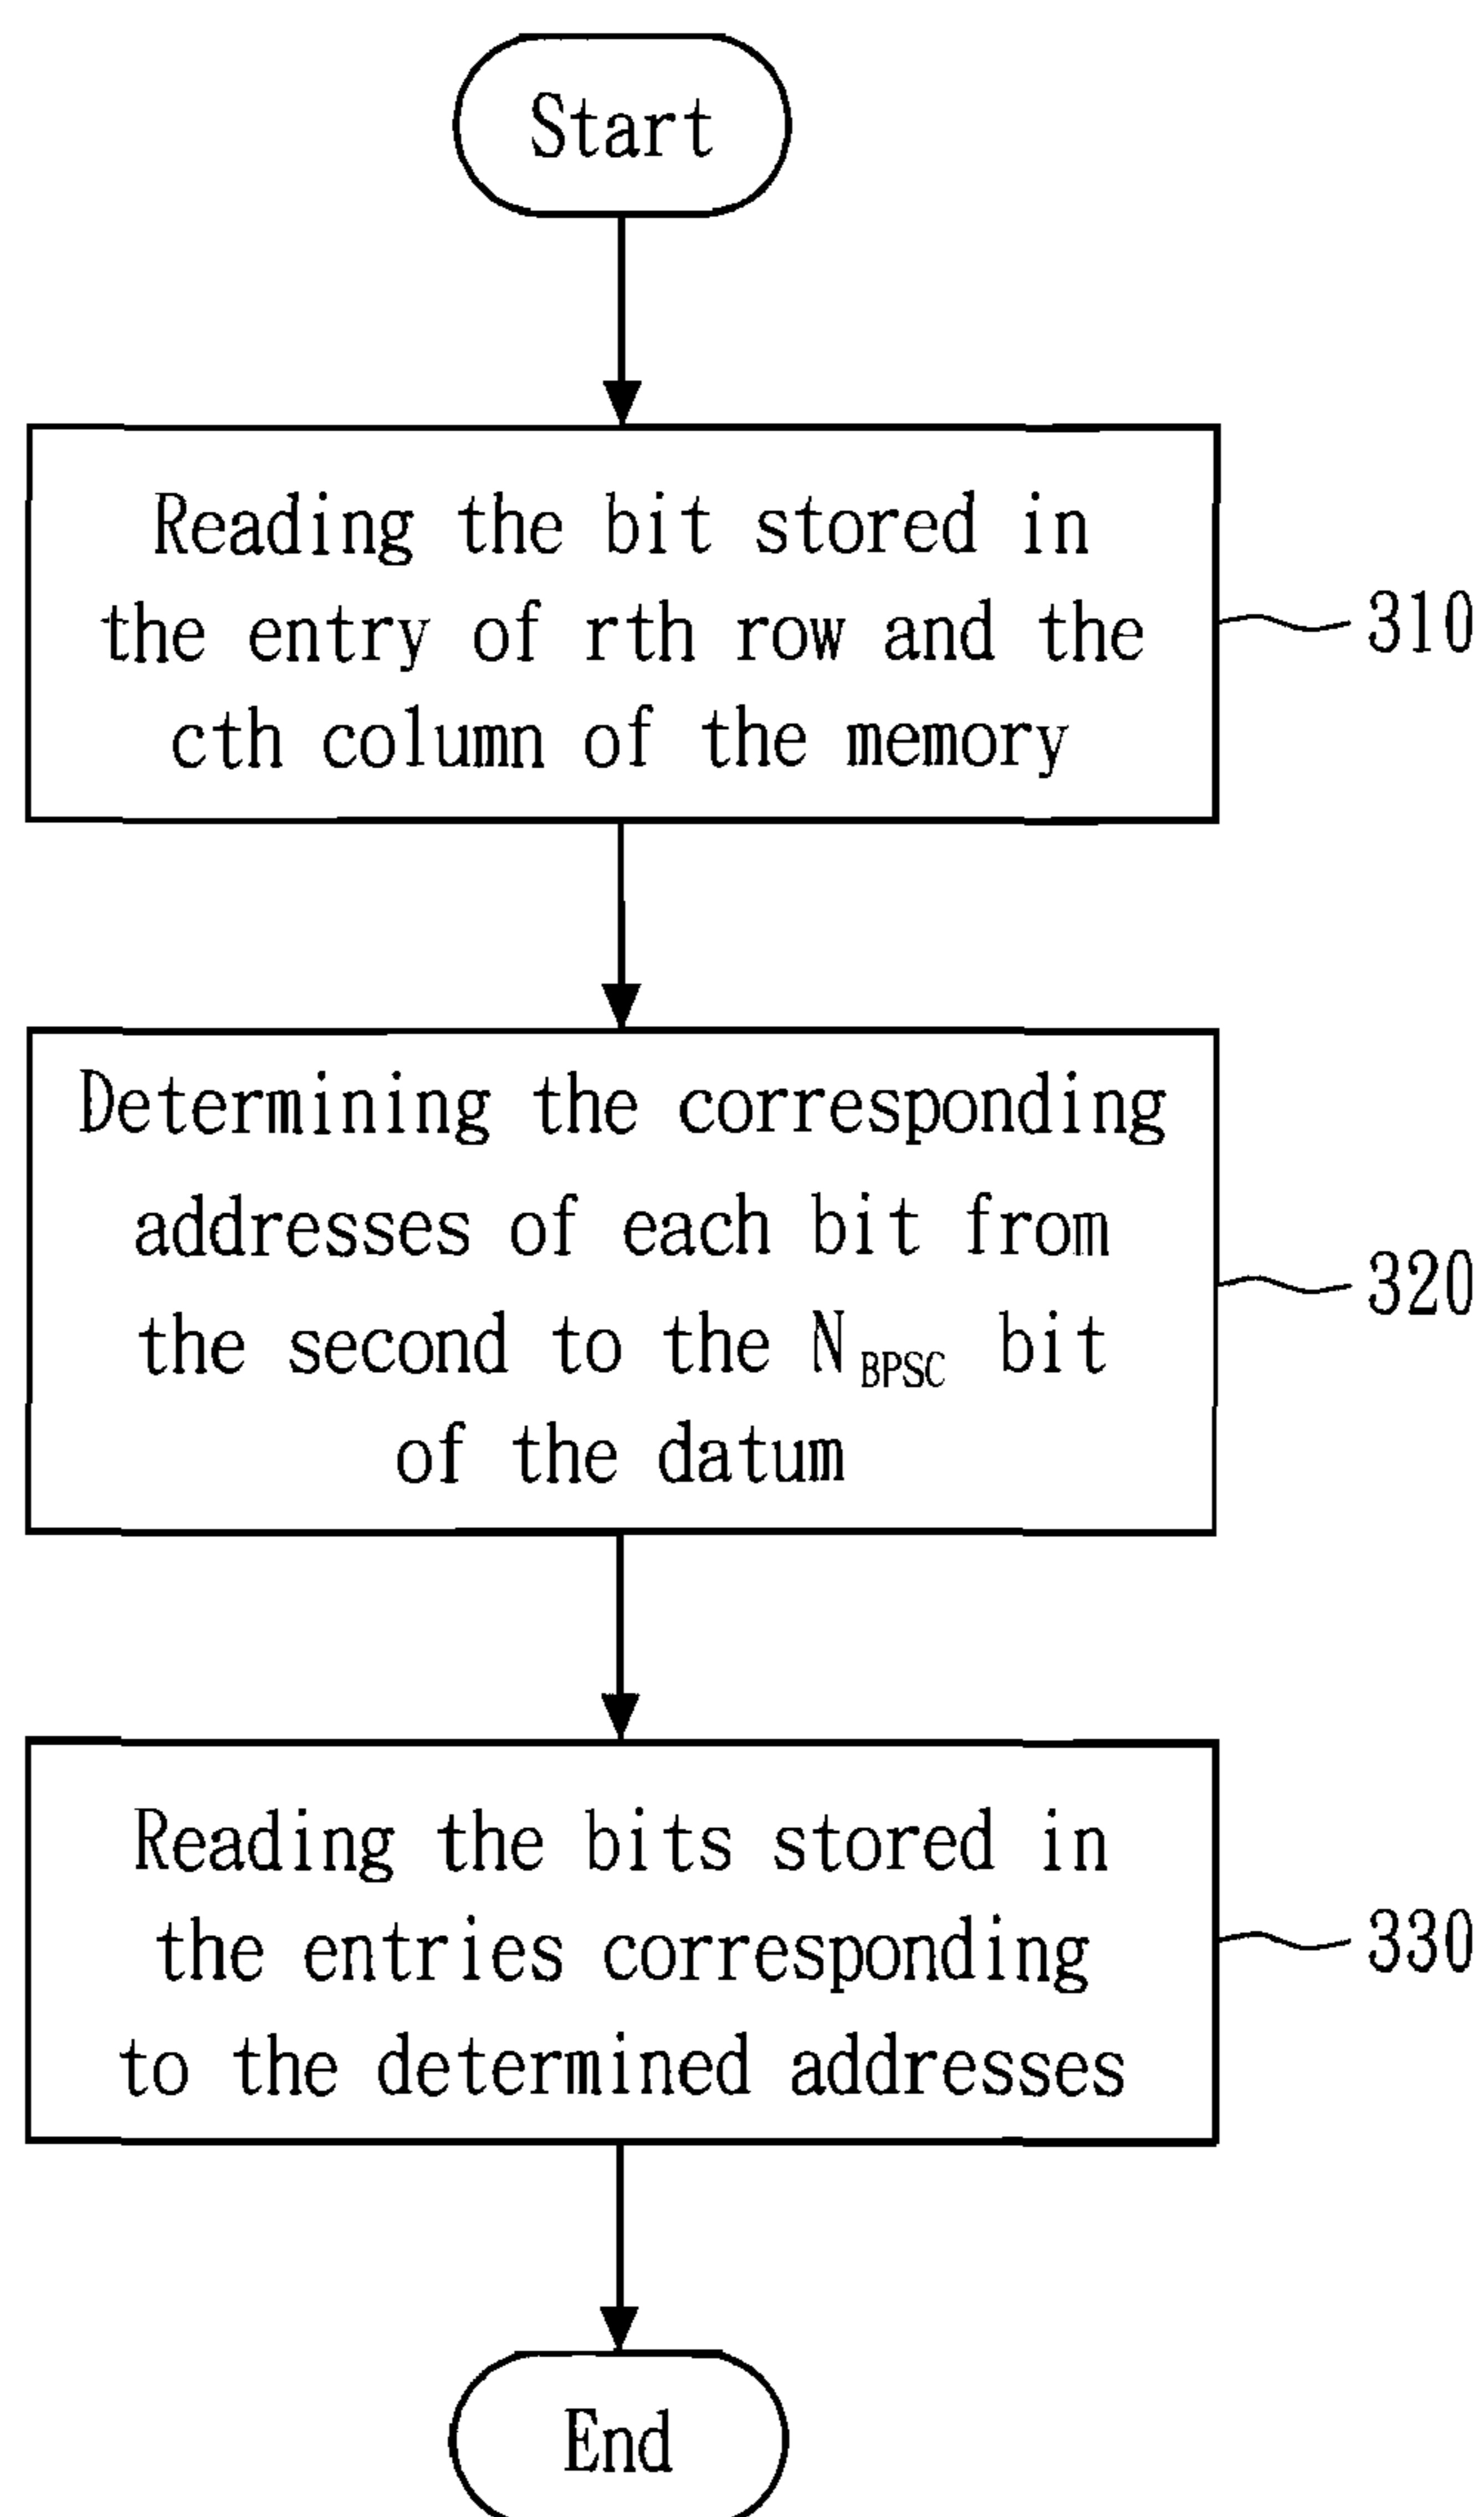 Start
Reading the bit stored in
the entry of rth row and the
cth column of the memory
310
Determining the corresponding
addresses of each bit from
the second to the N BPSC bit
of the datum
320
Reading the bits stored in
the entries corresponding
to the determined addresses
330
End